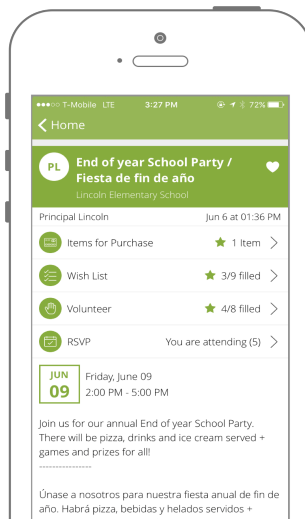 T-Mobile LTE 3:27 PM 72%
Home
PL
End of year School Party /
Fiesta de fin de año
Lincoln Elementary School
Principal Lincoln Jun 6 at 01:36 PM
Items for Purchase 1 Item
Wish List 3/9 filled
Volunteer 4/8 filled
RSVP You are attending (5)
JUN
09
Friday, June 09
2:00 PM - 5:00 PM
Join us for our annual End of year School Party.
There will be pizza, drinks and ice cream served +
games and prizes for all!
----------------
Únase a nosotros para nuestra fiesta anual de fin de
año. Habrá pizza, bebidas y helados servidos +